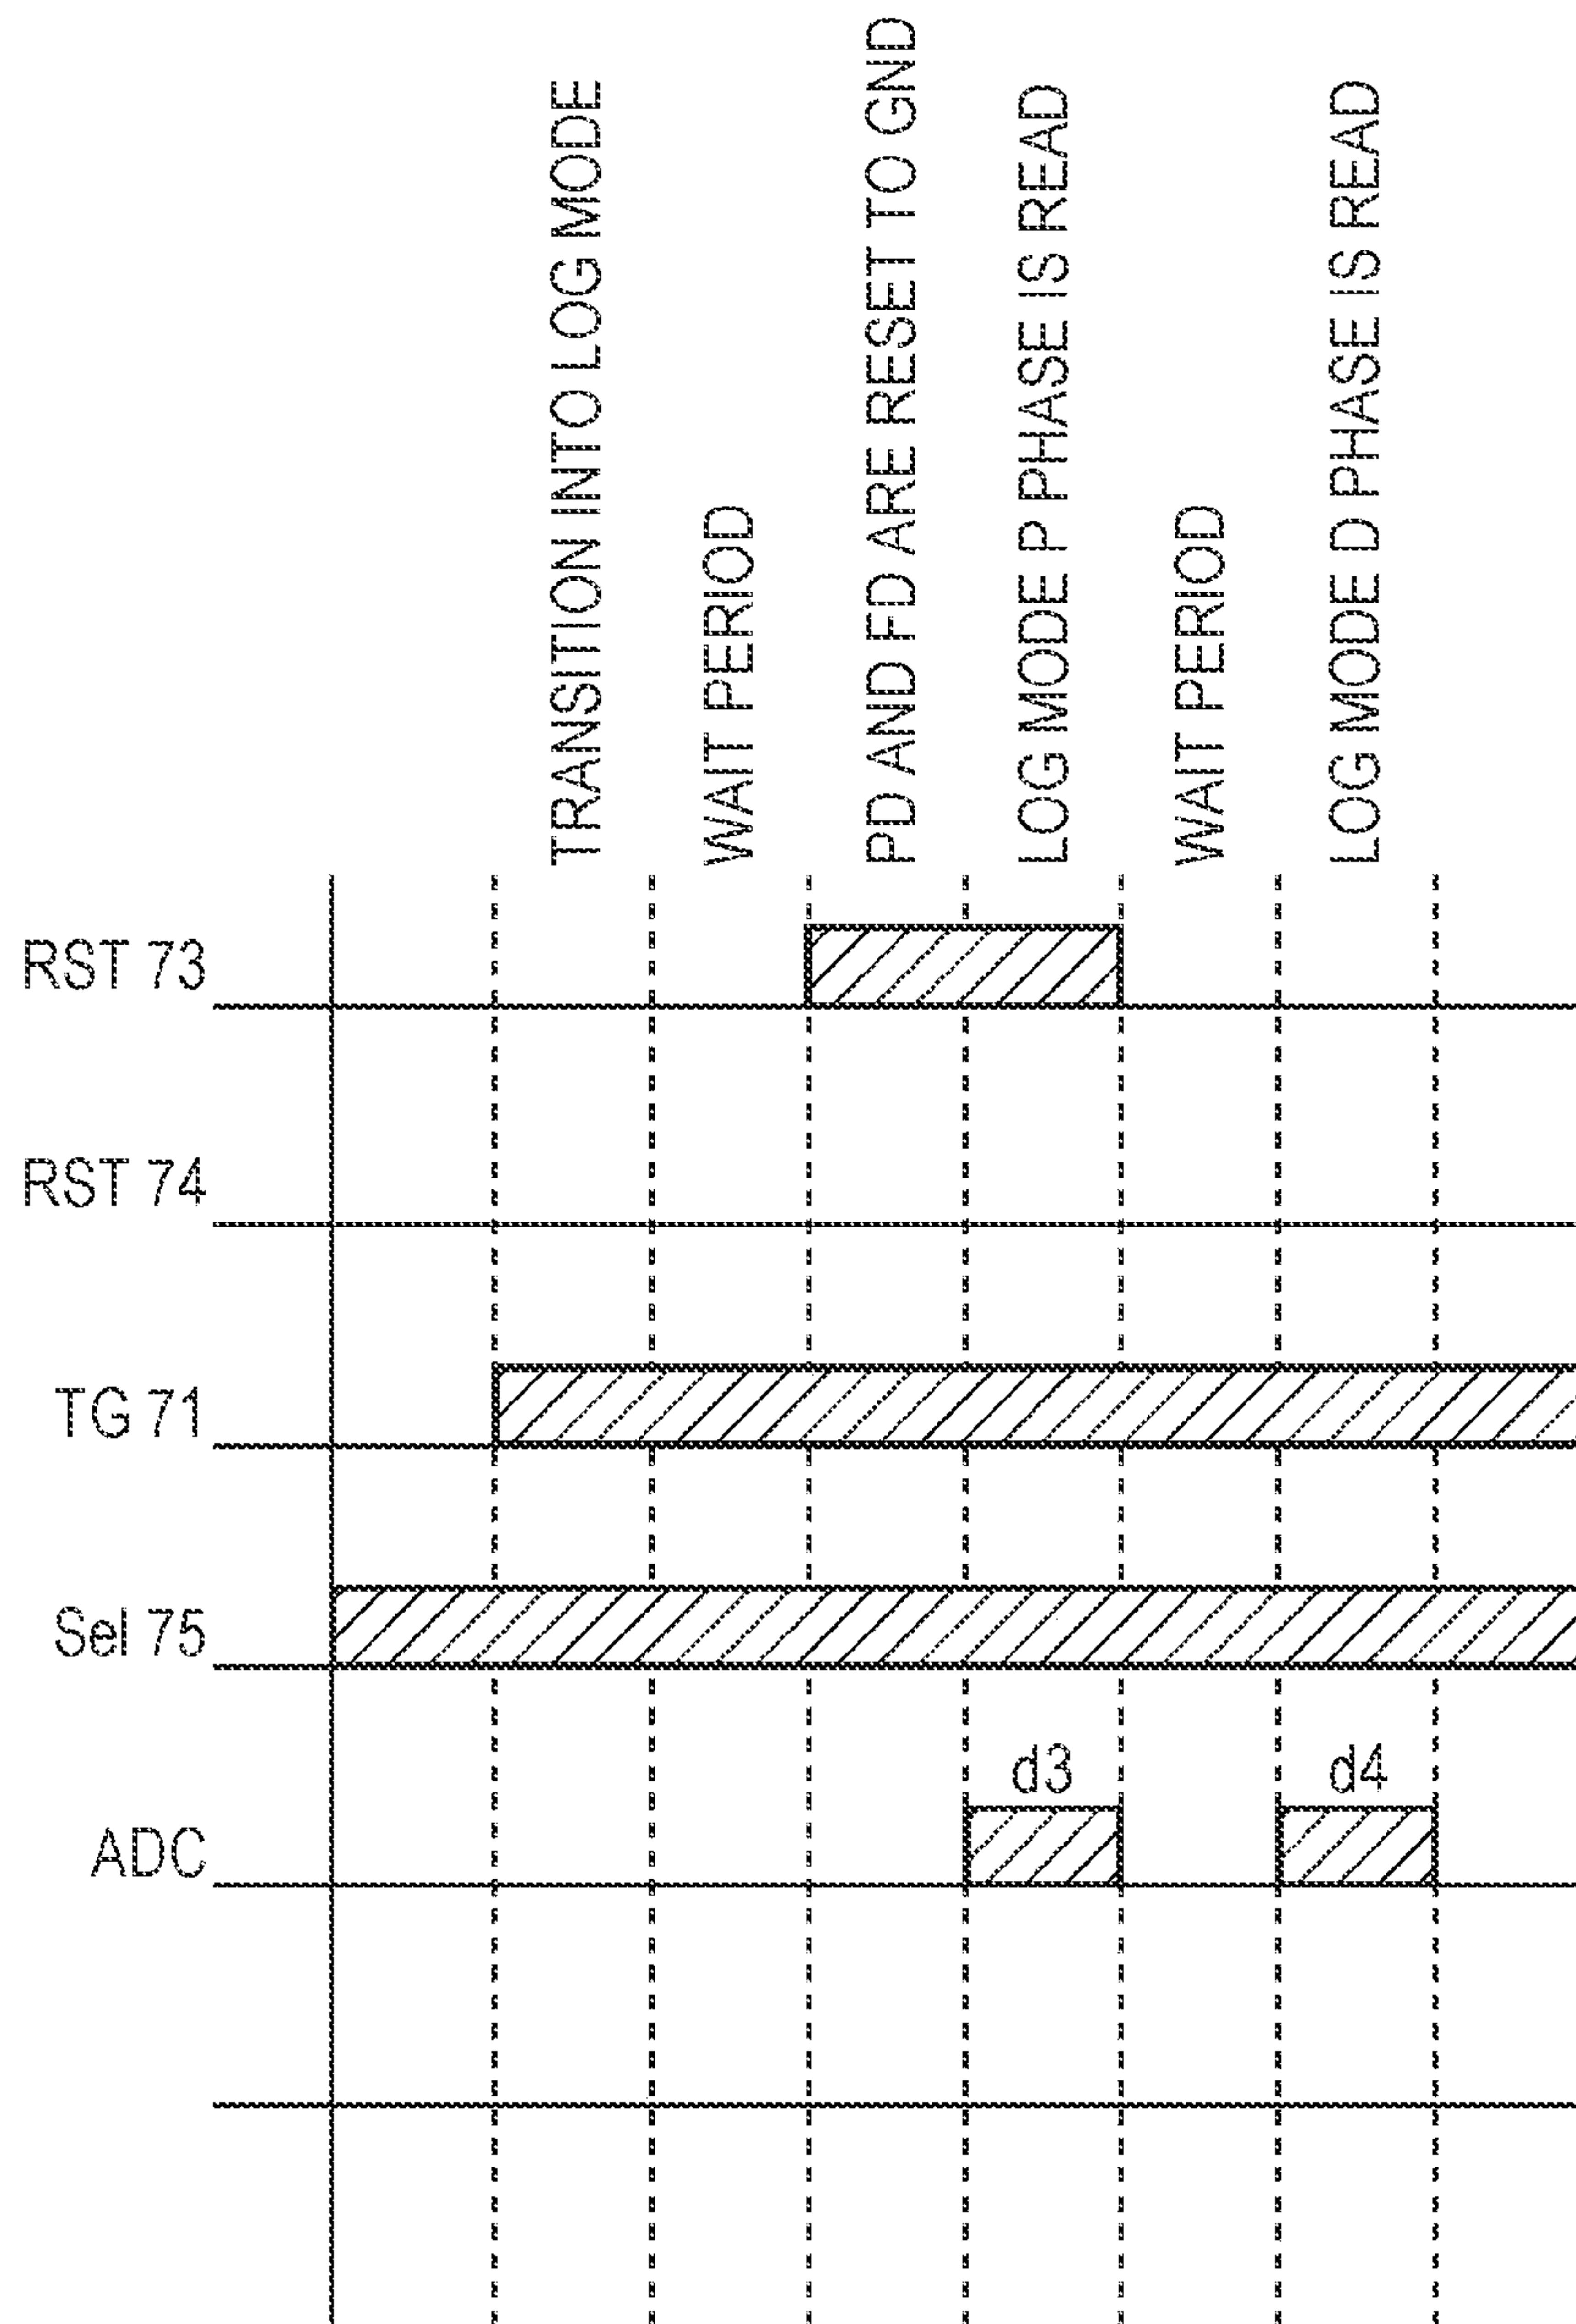 TRANSITION INTO LOG MODE
WAIT PERIOD
PD AND FD ARE RESET TO GND
LOG MODE P PHASE IS READ
WAIT PERIOD
LOG MODE D PHASE IS READ
RST 73
RST 74
TG 71
Sel 75
d3
d4
ADC